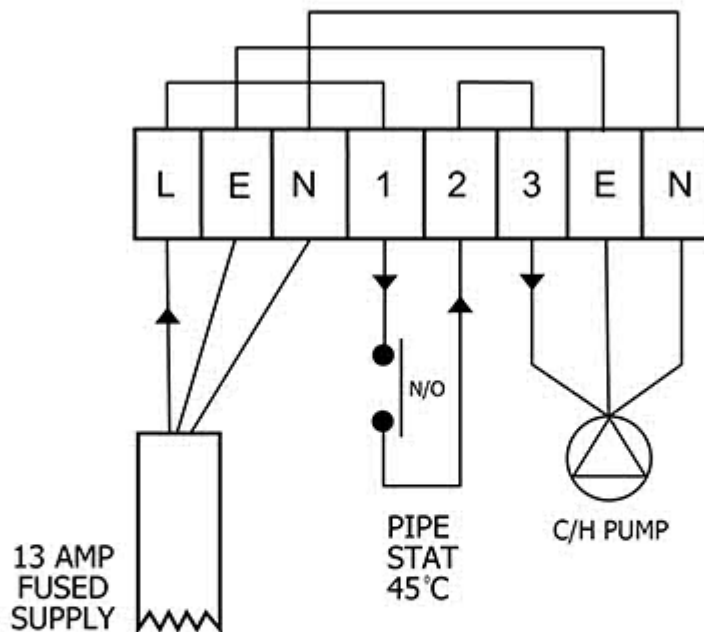 L E N 1 2 3 E N
N/O
PIPE
STAT
45°C
C/H PUMP
13 AMP
FUSED
SUPPLY